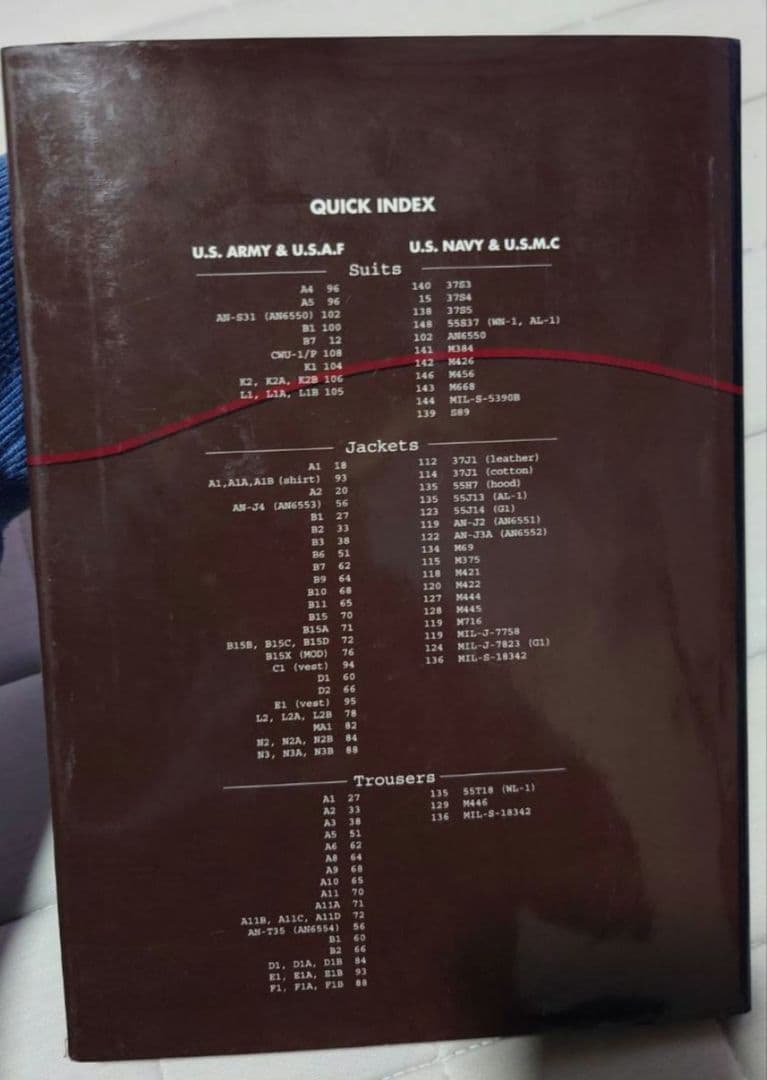 QUICK INDEX
U.S. ARMY & U.S.A.F
U.S. NAVY & U.S.M.C
Suits
A4 96
A5 96
AN-S31 (AN6550) 102
B1 100
B7 12
CWU-1/P 108
K1 104
K2, K2A, K2B 106
L1, L1A, L1B 105
140 37S3
15 37S4
138 37S5
148 55S37 (WN-1, AL-1)
102 AN6550
141 M384
142 M426
146 M456
143 M668
144 MIL-S-5390B
139 S89
Jackets
A1 18
A1,A1A,A1B (shirt) 93
A2 20
AN-J4 (AN6553) 56
B1 27
B2 33
B3 38
B6 51
B7 62
B9 64
B10 68
B11 65
B15 70
B15A 71
B15B, B15C, B15D 72
B15X (MOD) 76
C1 (vest) 94
D1 60
D2 66
E1 (vest) 95
L2, L2A, L2B 78
MA1 82
N2, N2A, N2B 84
N3, N3A, N3B 88
112 37J1 (leather)
114 37J1 (cotton)
135 55H7 (hood)
135 55J13 (AL-1)
123 55J14 (G1)
119 AN-J2 (AN6551)
122 AN-J3A (AN6552)
134 M69
115 M375
118 M421
120 M422
127 M444
128 M445
119 M716
119 MIL-J-7758
124 MIL-J-7823 (G1)
136 MIL-S-18342
Trousers
A1 27
A2 33
A3 38
A5 51
A6 62
A8 64
A9 68
A10 65
A11 70
A11A 71
A11B, A11C, A11D 72
AN-T35 (AN6554) 56
B1 60
B2 66
D1, D1A, D1B 84
E1, E1A, E1B 93
F1, F1A, F1B 88
135 55T18 (WL-1)
129 M446
136 MIL-S-18342